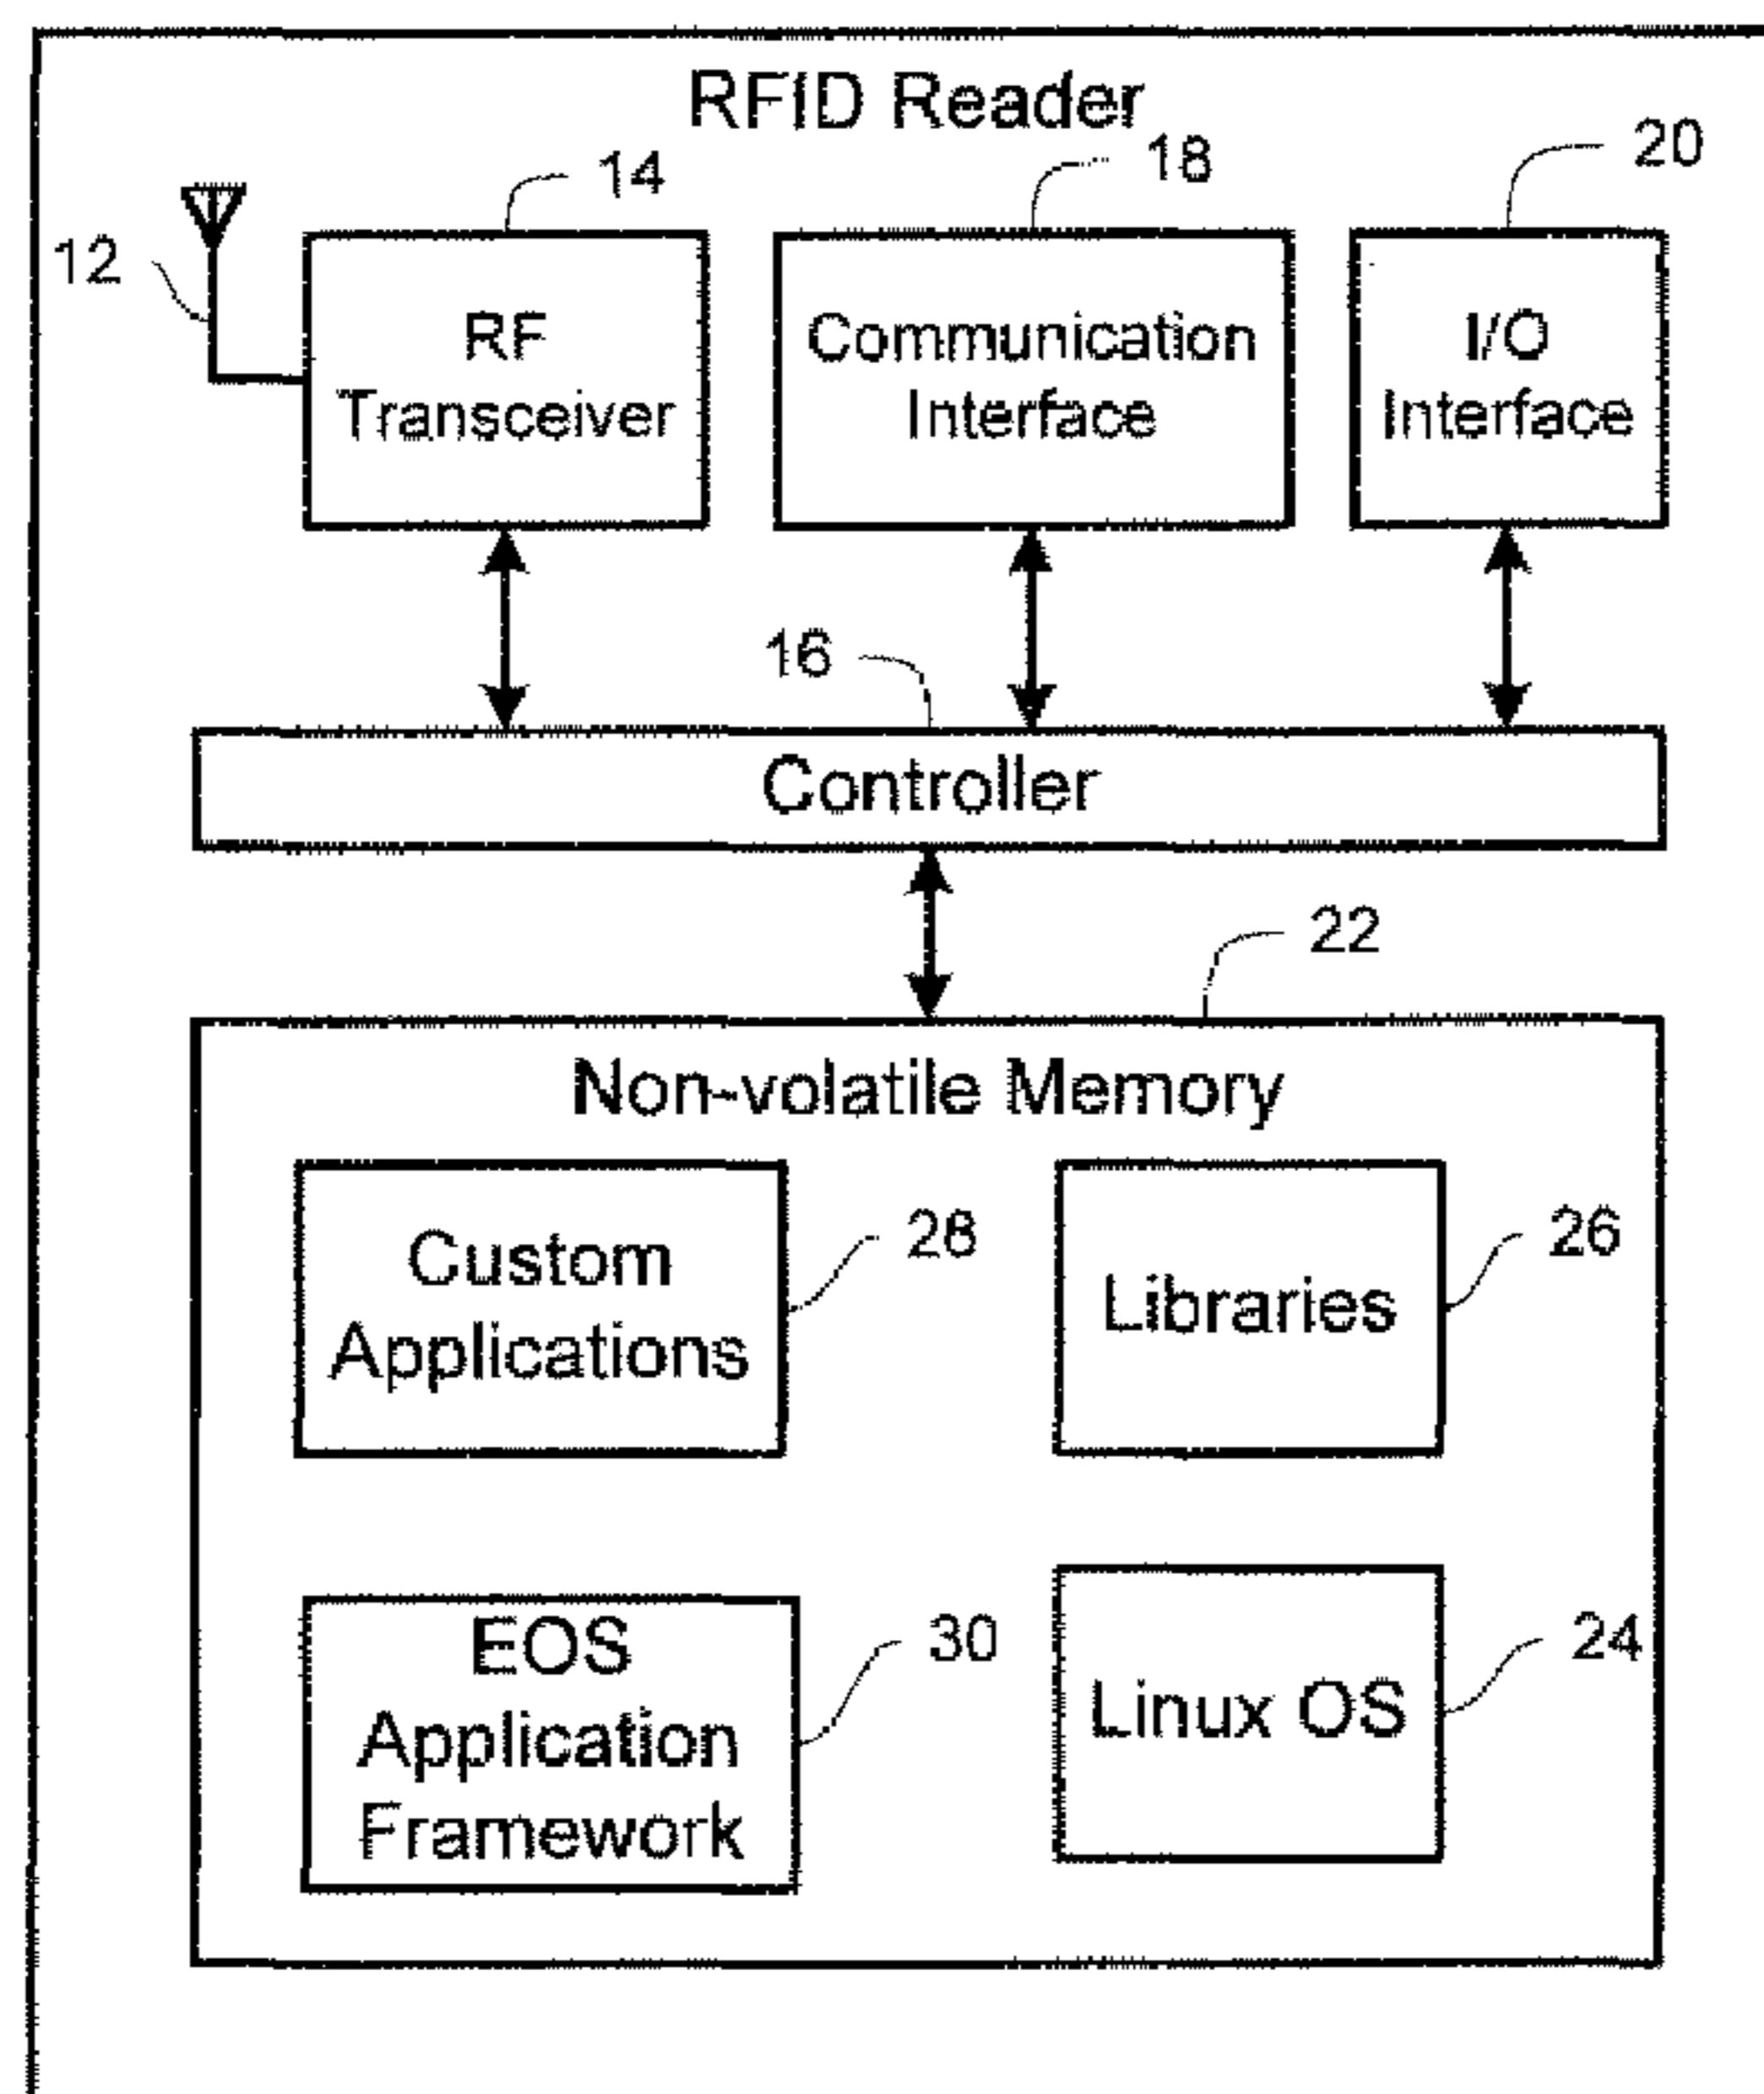 RFID Reader
14
18
20
12
RF
Transceiver
Communication
Interface
I/O
Interface
16
Controller
22
Non-volatile Memory
Custom
Applications
28
Libraries
26
EOS
Application
Framework
30
Linux OS
24